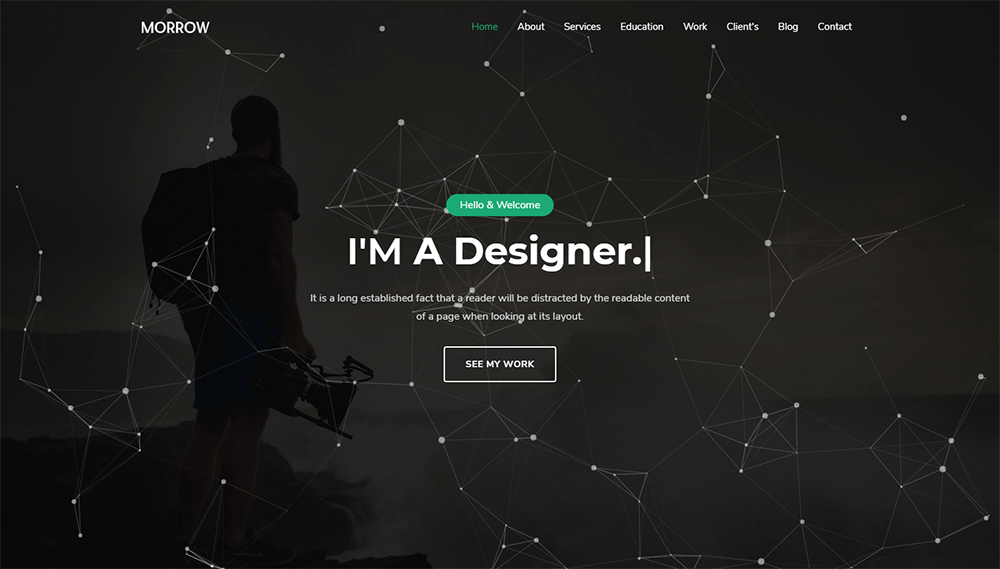 MORROW
Home About Services Education Work Client's Blog Contact
Hello & Welcome
I'M A Designer.|
It is a long established fact that a reader will be distracted by the readable content
of a page when looking at its layout.
SEE MY WORK